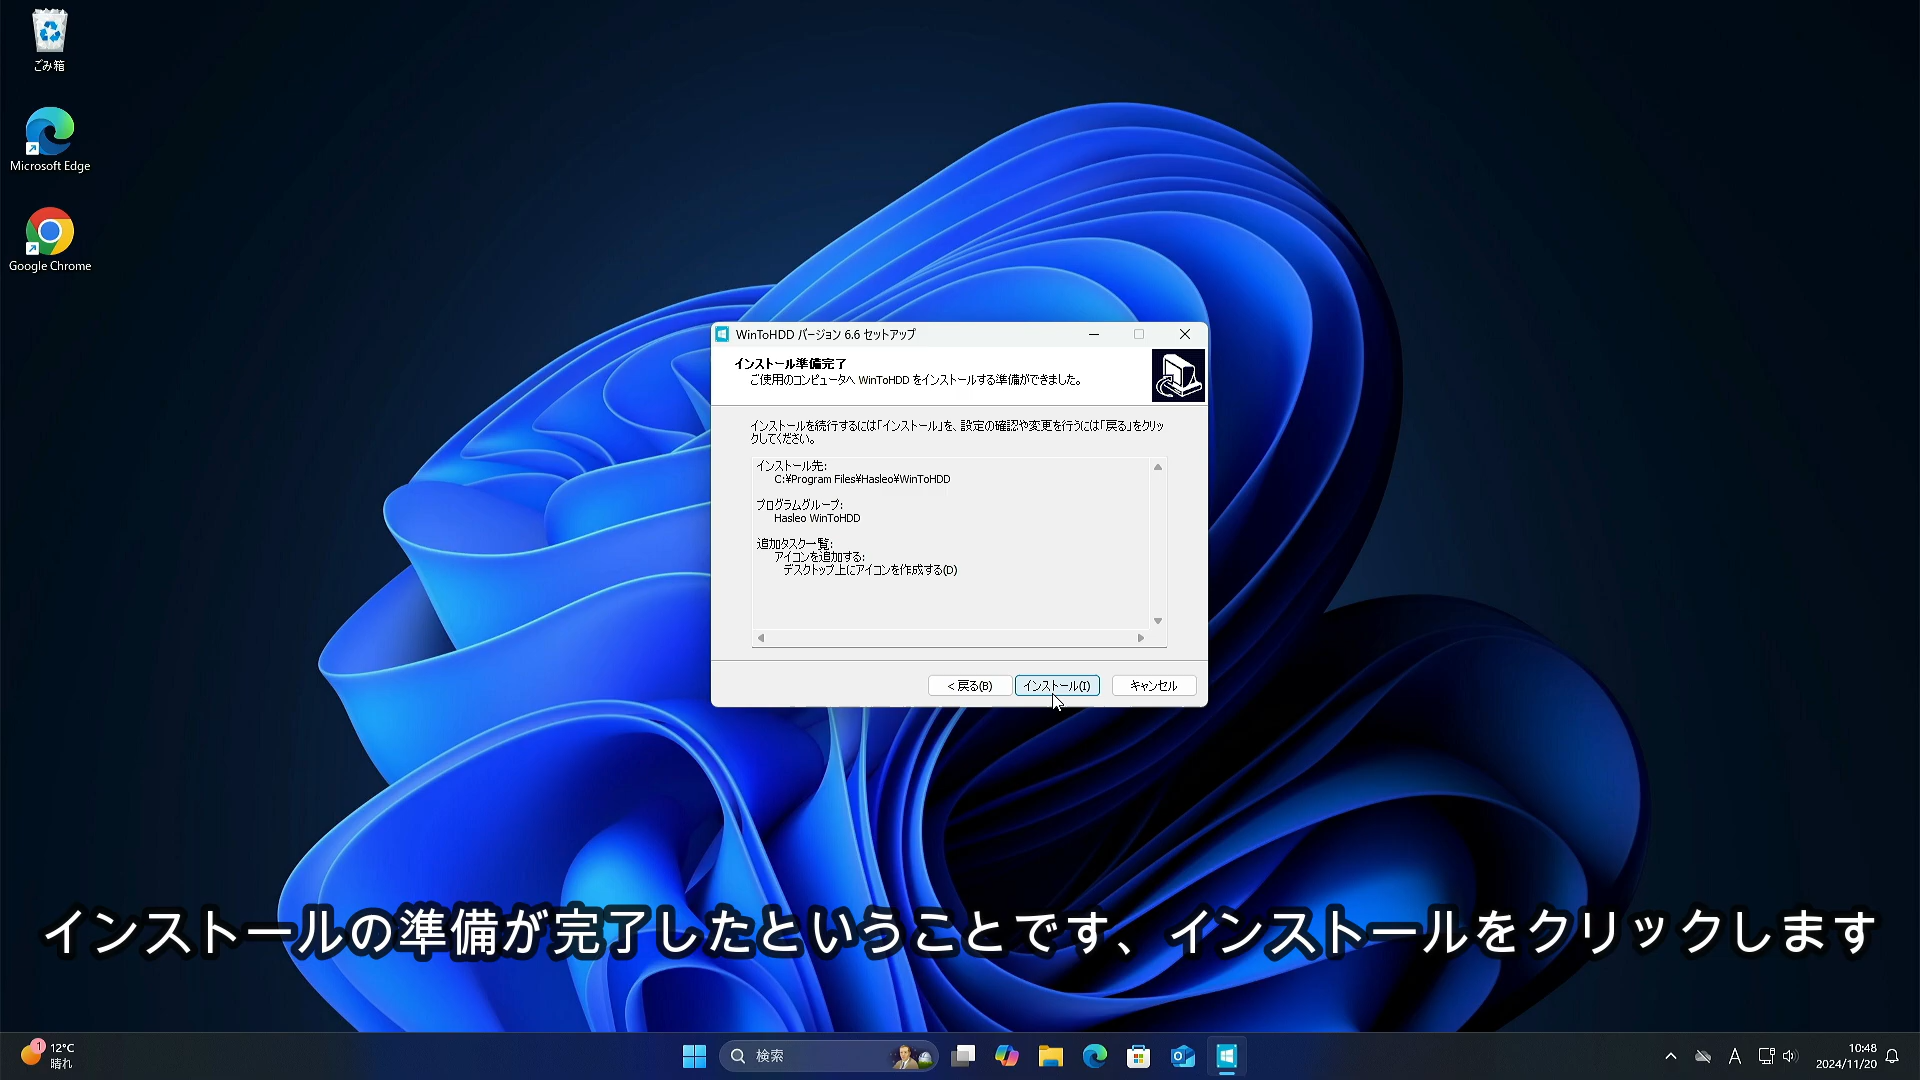 ごみ箱
Microsoft Edge
Google Chrome
WinToHDD バージョン 6.6 セットアップ
インストール準備完了
ご使用のコンピュータへ WinToHDD をインストールする準備ができました。
インストールを続行するには「インストール」を、設定の確認や変更を行うには「戻る」をクリッ
クしてください。
インストール先:
C:¥Program Files¥Hasleo¥WinToHDD
プログラムグループ:
Hasleo WinToHDD
追加タスク一覧:
アイコンを追加する:
デスクトップ上にアイコンを作成する(D)
< 戻る(B)
インストール(I)
キャンセル
インストールの準備が完了したということです、インストールをクリックします
1
12°C
晴れ
検索
A
10:48
2024/11/20